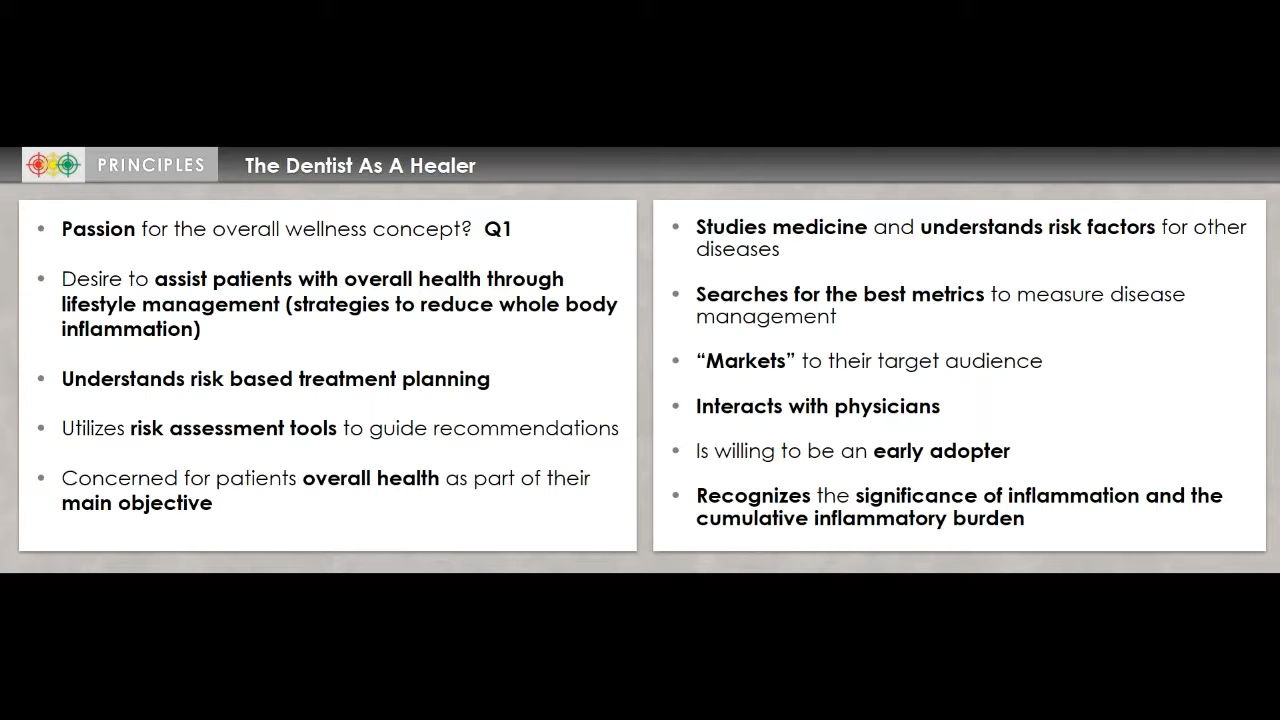 PRINCIPLES
The Dentist As A Healer
• Passion for the overall wellness concept? Q1
• Desire to assist patients with overall health through
lifestyle management (strategies to reduce whole body
inflammation)
• Understands risk based treatment planning
• Utilizes risk assessment tools to guide recommendations
• Concerned for patients overall health as part of their
main objective
• Studies medicine and understands risk factors for other
diseases
• Searches for the best metrics to measure disease
management
• “Markets” to their target audience
• Interacts with physicians
• Is willing to be an early adopter
• Recognizes the significance of inflammation and the
cumulative inflammatory burden